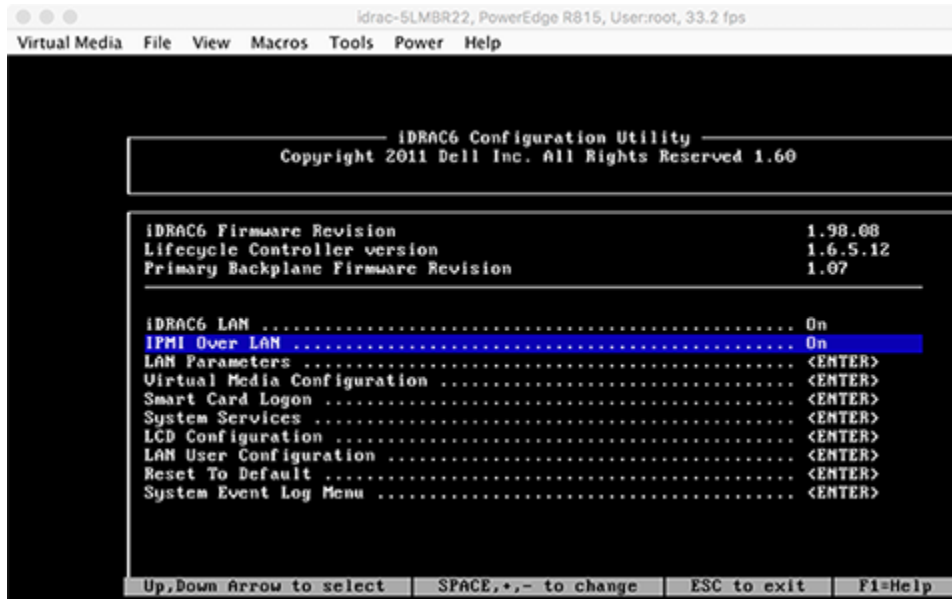 idrac-5LMBR22, PowerEdge R815, User:root, 33.2 fps
Virtual Media File View Macros Tools Power Help
iDRAC6 Configuration Utility
Copyright 2011 Dell Inc. All Rights Reserved 1.60
iDRAC6 Firmware Revision 1.98.08
Lifecycle Controller version 1.6.5.12
Primary Backplane Firmware Revision 1.07
iDRAC6 LAN ................................................... On
IPMI Over LAN ................................................ On
LAN Parameters ............................................... <ENTER>
Virtual Media Configuration .................................. <ENTER>
Smart Card Logon ............................................. <ENTER>
System Services .............................................. <ENTER>
LCD Configuration ............................................ <ENTER>
LAN User Configuration ....................................... <ENTER>
Reset To Default ............................................. <ENTER>
System Event Log Menu ........................................ <ENTER>
Up,Down Arrow to select SPACE,+,- to change ESC to exit F1=Help